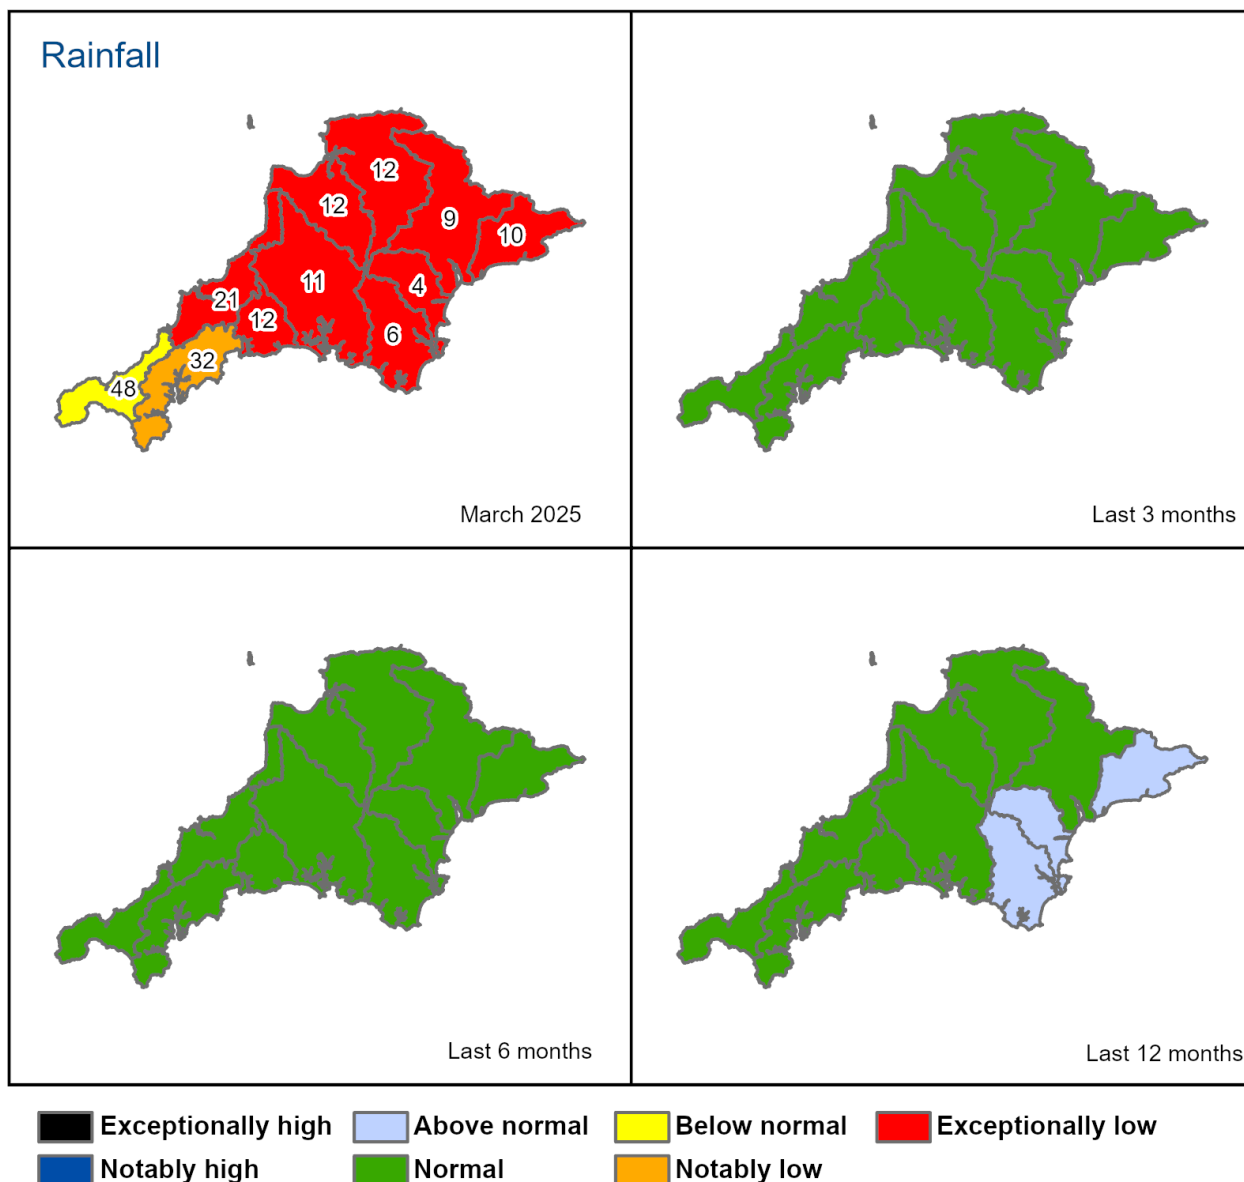 Rainfall
12
12
9
10
11
4
21
12
6
32
48
March 2025
Last 3 months
Last 6 months
Last 12 months
Exceptionally high
Above normal
Below normal
Exceptionally low
Notably high
Normal
Notably low